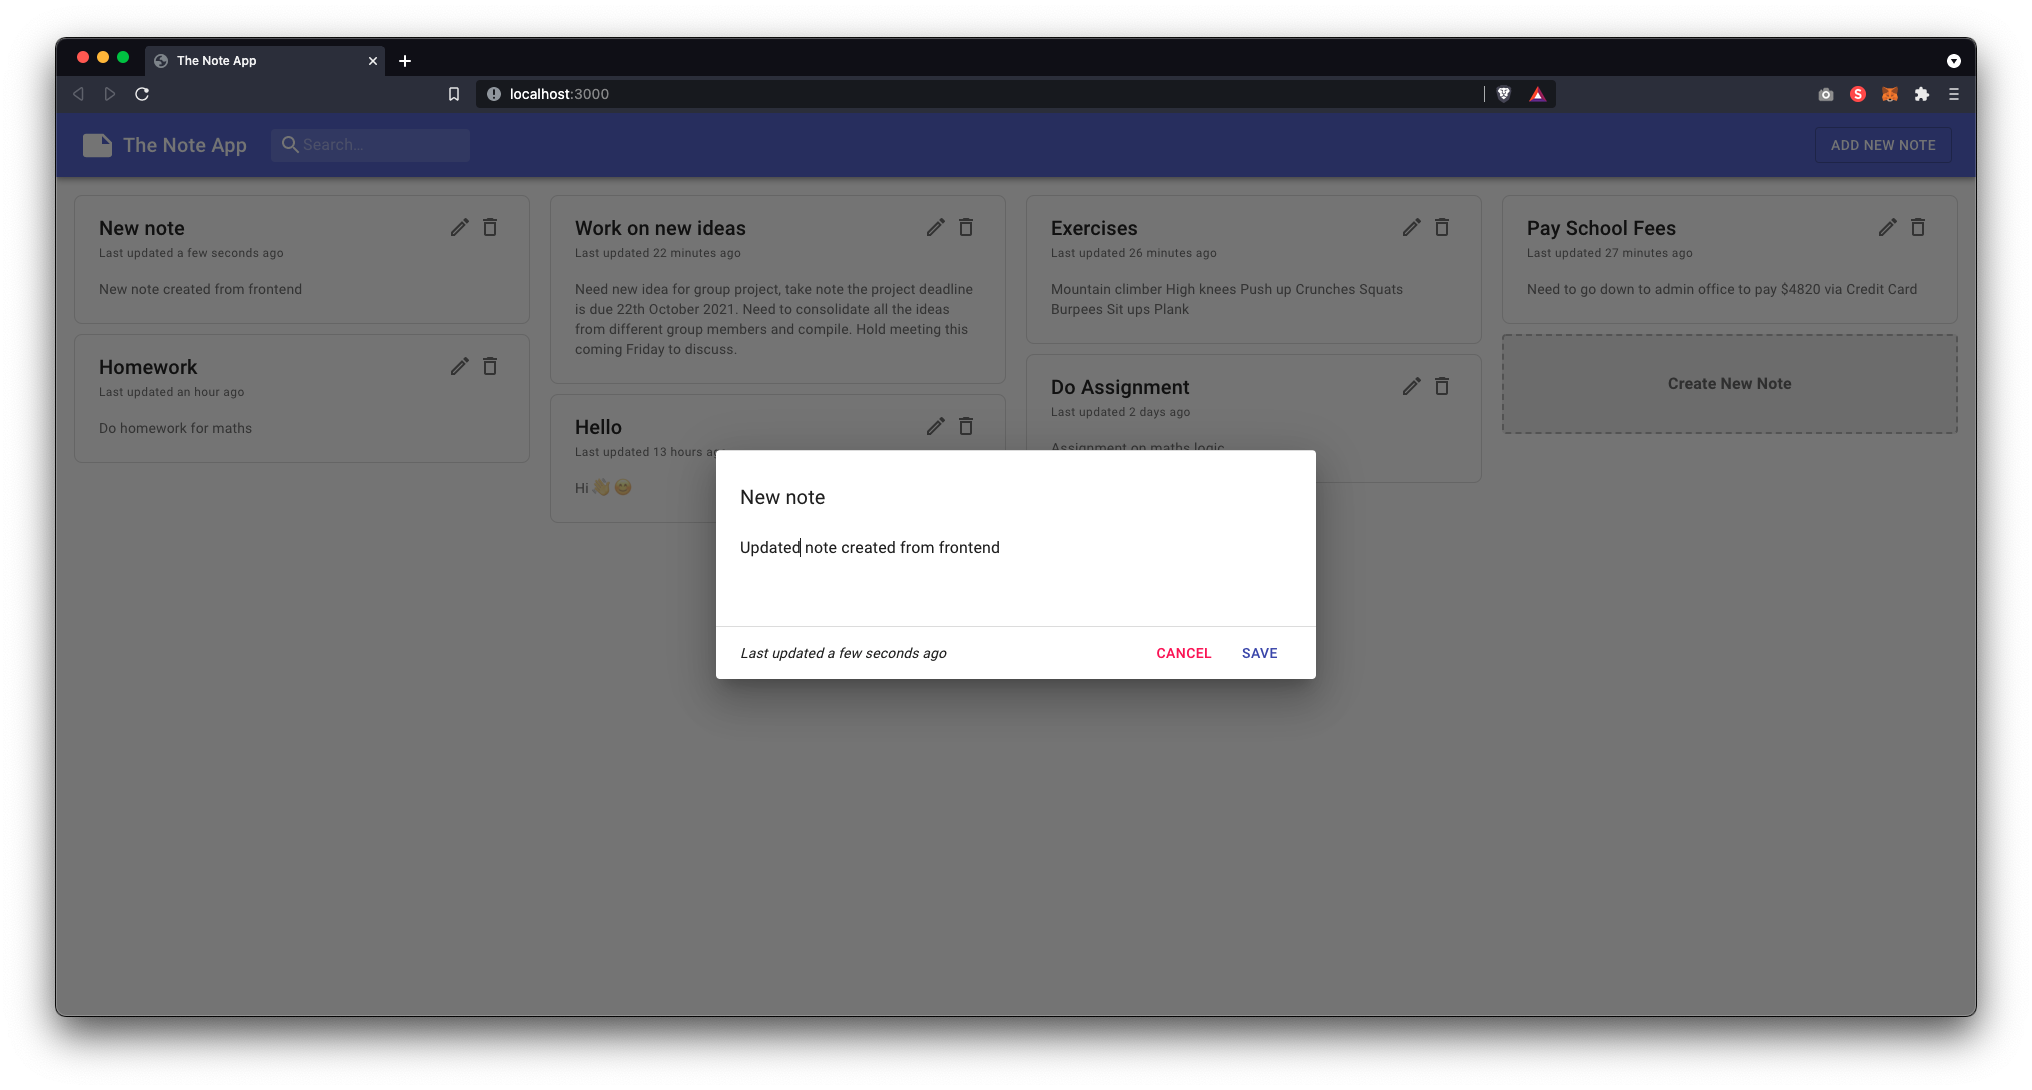 The Note App
localhost:3000
S
The Note App
Search...
ADD NEW NOTE
New note
Last updated a few seconds ago
New note created from frontend
Homework
Last updated an hour ago
Do homework for maths
Work on new ideas
Last updated 22 minutes ago
Need new idea for group project, take note the project deadline
is due 22th October 2021. Need to consolidate all the ideas
from different group members and compile. Hold meeting this
coming Friday to discuss.
Hello
Last updated 13 hours a
Hi 👋 😊
Exercises
Last updated 26 minutes ago
Mountain climber High knees Push up Crunches Squats
Burpees Sit ups Plank
Do Assignment
Last updated 2 days ago
Assignment on maths logic
Pay School Fees
Last updated 27 minutes ago
Need to go down to admin office to pay $4820 via Credit Card
Create New Note
New note
Updated note created from frontend
Last updated a few seconds ago
CANCEL
SAVE